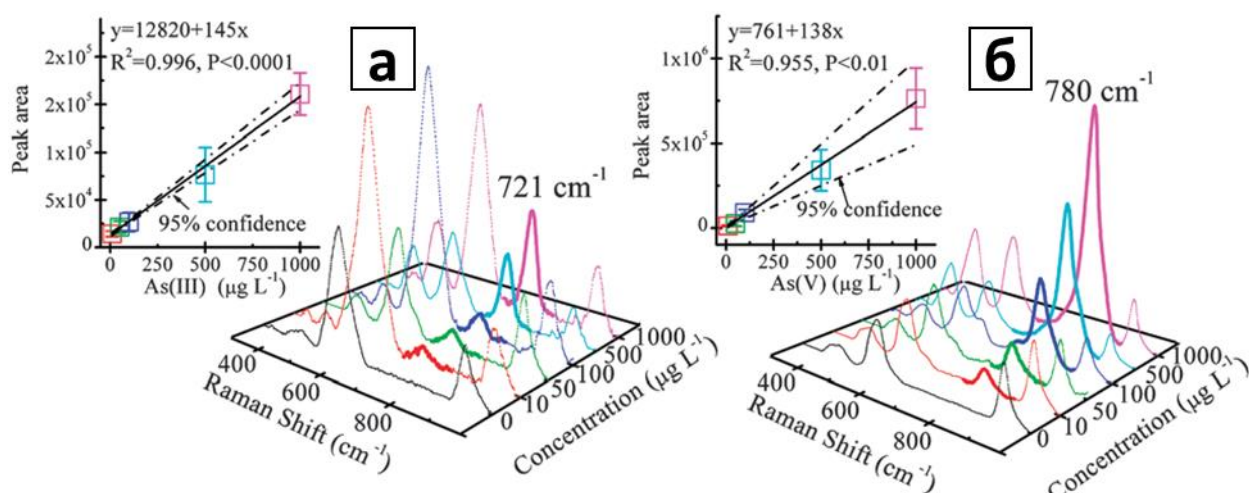 y=12820+145x
R²=0.996, P<0.0001
а
2x10⁵
2x10⁵
1x10⁵
5x10⁴
0
Peak area
95% confidence
0 250 500 750 1000
As(III) (μg L⁻¹)
721 cm⁻¹
400
600
800
Raman Shift (cm⁻¹)
0
10
50
100
500
1000
Concentration (μg L⁻¹)
y=761+138x
R²=0.955, P<0.01
б
1x10⁶
5x10⁵
0
Peak area
95% confidence
0 250 500 750 1000
As(V) (μg L⁻¹)
780 cm⁻¹
400
600
800
Raman Shift (cm⁻¹)
0
10
50
100
500
1000
Concentration (μg L⁻¹)